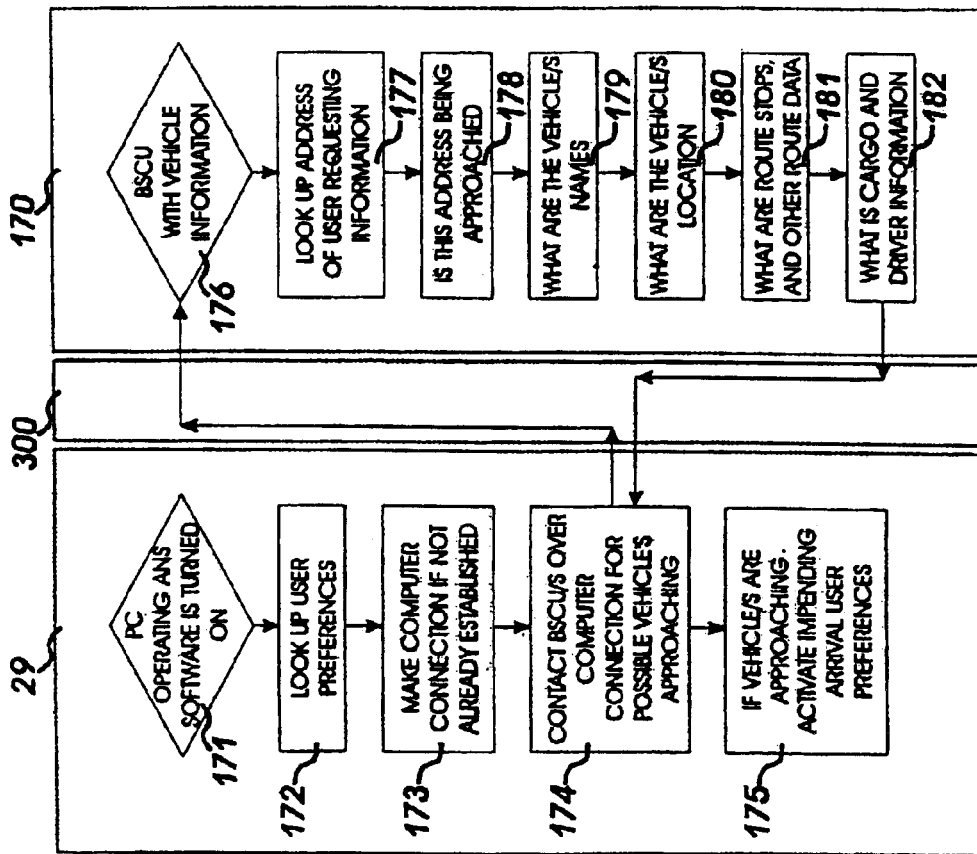 29
PC
OPERATING ANS
SOFTWARE IS TURNED
ON
171
LOOK UP USER
PREFERENCES
172
MAKE COMPUTER
CONNECTION IF NOT
ALREADY ESTABLISHED
173
CONTACT BSCU/S OVER
COMPUTER
CONNECTION FOR
POSSIBLE VEHICLE'S
APPROACHING
174
IF VEHICLE/S ARE
APPROACHING.
ACTIVATE IMPENDING
ARRIVAL USER
PREFERENCES
175
300
170
BSCU
WITH VEHICLE
INFORMATION
176
LOOK UP ADDRESS
OF USER REQUESTING
INFORMATION
177
IS THIS ADDRESS BEING
APPROACHED
178
WHAT ARE THE VEHICLE/S
NAMES
179
WHAT ARE THE VEHICLE/S
LOCATION
180
WHAT ARE ROUTE STOPS,
AND OTHER ROUTE DATA
181
WHAT IS CARGO AND
DRIVER INFORMATION
182